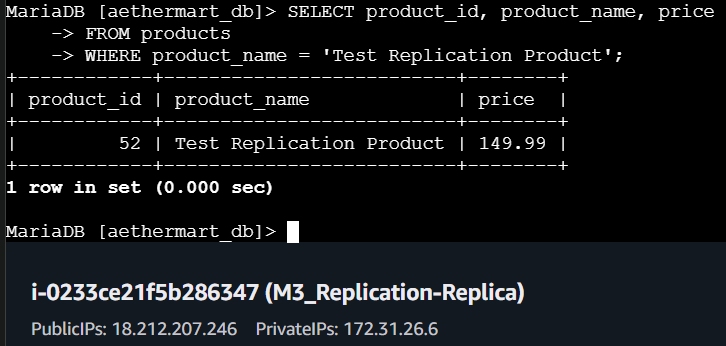 MariaDB [aethermart_db]> SELECT product_id, product_name, price
    -> FROM products
    -> WHERE product_name = 'Test Replication Product';
+------------+--------------------------+--------+
| product_id | product_name             | price  |
+------------+--------------------------+--------+
|         52 | Test Replication Product | 149.99 |
+------------+--------------------------+--------+
1 row in set (0.000 sec)
MariaDB [aethermart_db]>
i-0233ce21f5b286347 (M3_Replication-Replica)
PublicIPs: 18.212.207.246    PrivateIPs: 172.31.26.6